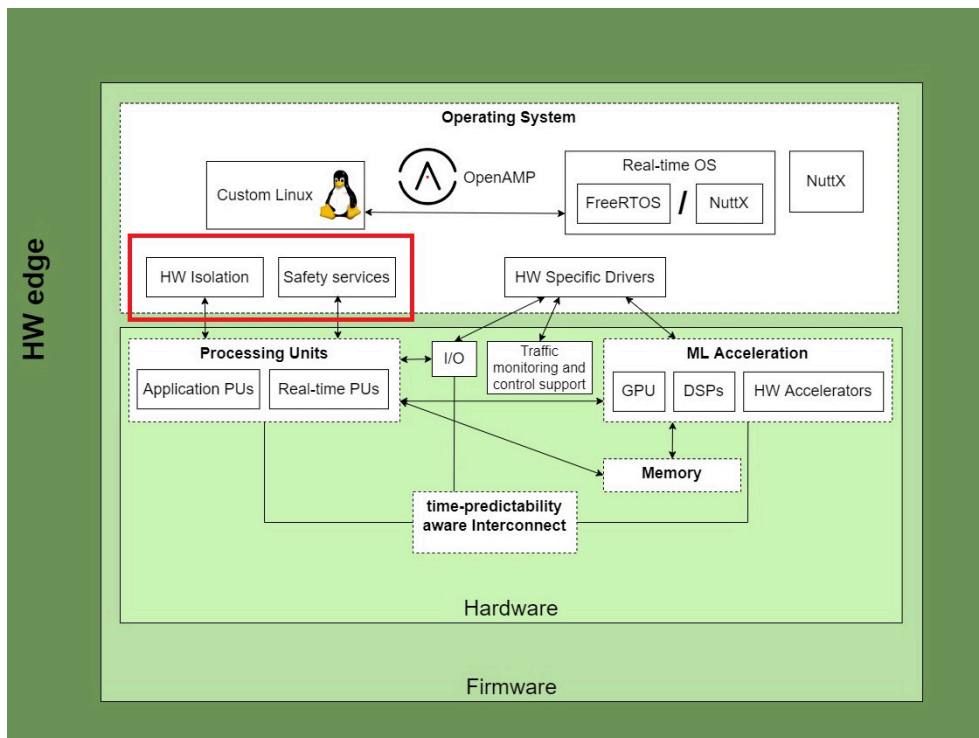 HW edge
Operating System
Custom Linux
OpenAMP
Real-time OS
FreeRTOS
/
NuttX
NuttX
HW Isolation
Safety services
HW Specific Drivers
Processing Units
Application PUs
Real-time PUs
I/O
Traffic
monitoring and
control support
ML Acceleration
GPU
DSPs
HW Accelerators
Memory
time-predictability
aware Interconnect
Hardware
Firmware